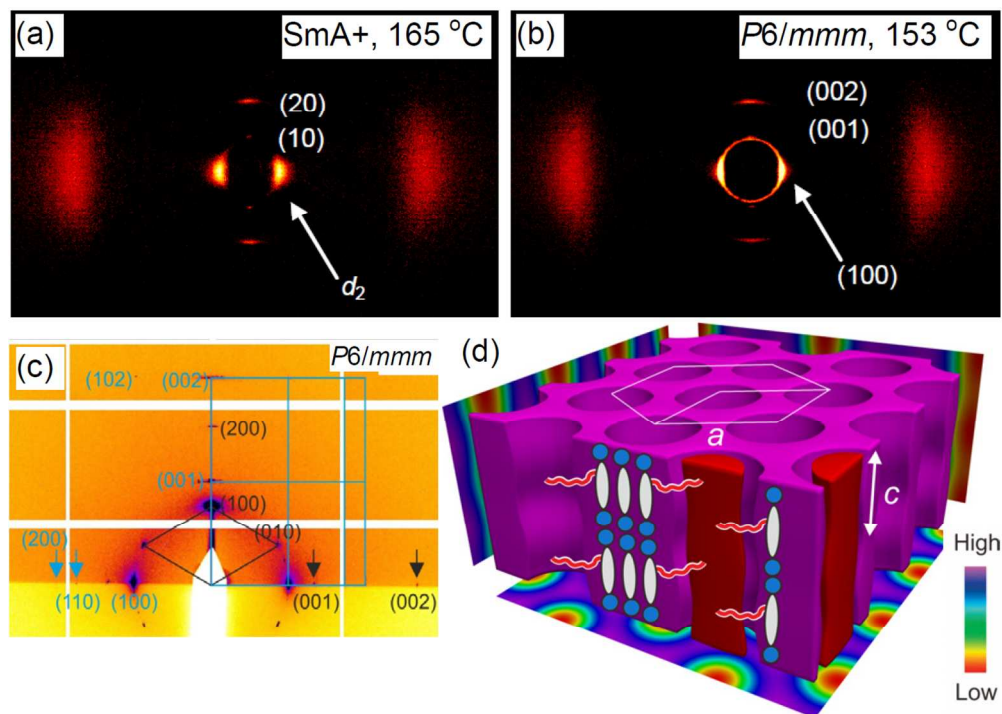 (a)
SmA+, 165 °C
(20)
(10)
d2
(b)
P6/mmm, 153 °C
(002)
(001)
(100)
(c)
P6/mmm
(102)
(002)
(200)
(001)
(100)
(010)
(200)
(110)
(100)
(001)
(002)
(d)
a
c
High
Low